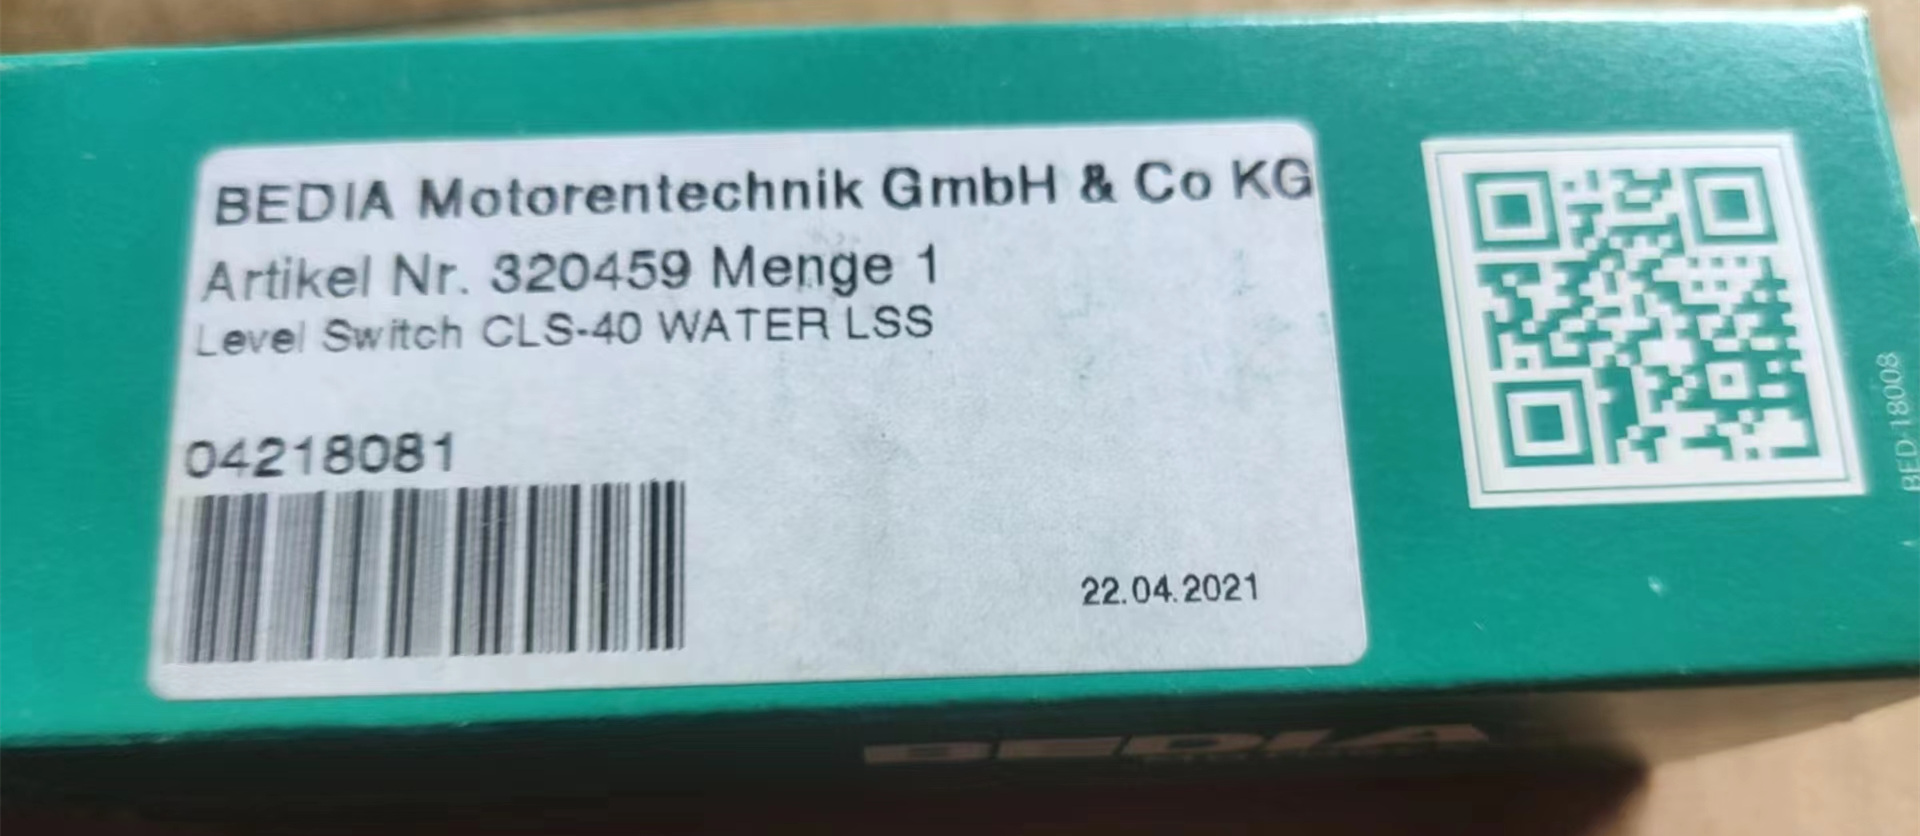 BEDIA Motorentechnik GmbH & Co KG
Artikel Nr. 320459 Menge 1
Level Switch CLS-40 WATER LSS
04218081
22.04.2021
BED-18008
BEDIA